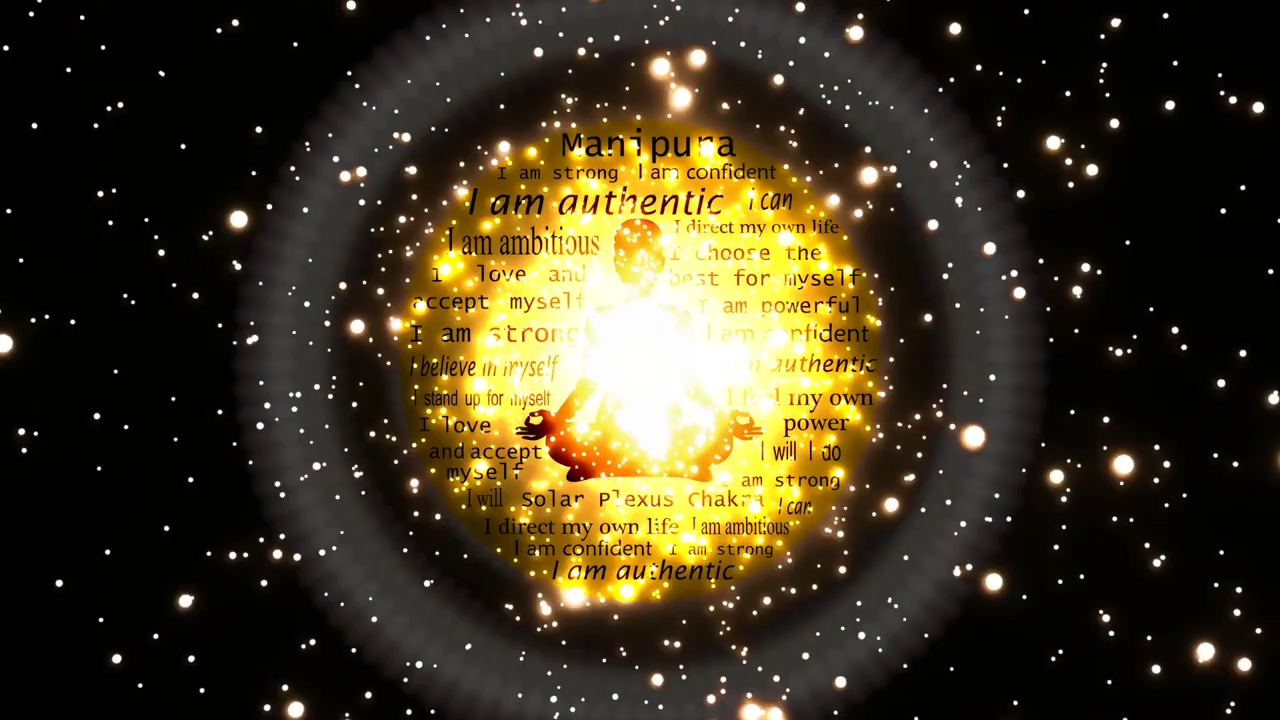 Manipura
I am strong I am confident
I am authentic i can
I direct my own life
I am ambitious
I choose the
I love and best for myself
accept myself I am powerful
I am strong I am confident
I believe in myself authentic
I stand up for myself I feel my own
I love power
and accept I will I do
myself am strong
I will Solar Plexus Chakra I can
I direct my own life I am ambitious
I am confident I am strong
I am authentic